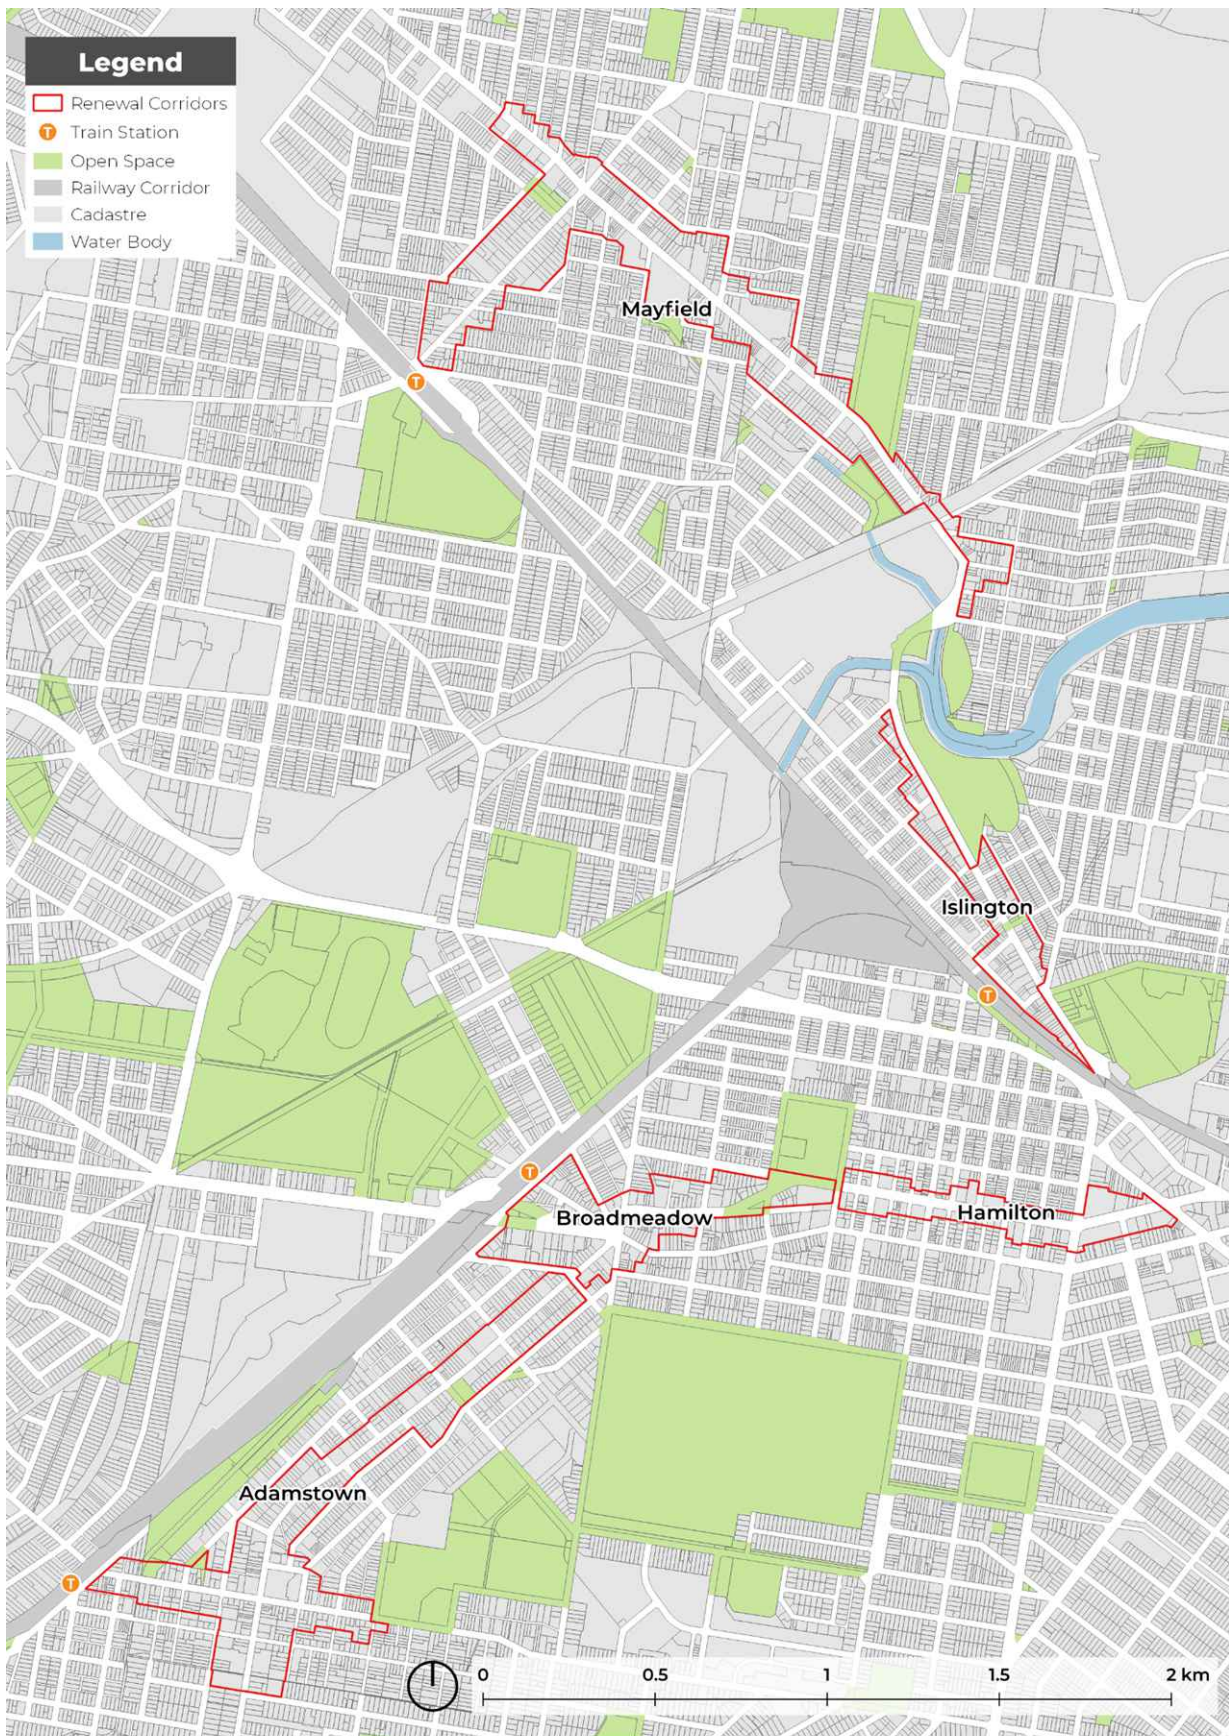 Legend
Renewal Corridors
T Train Station
Open Space
Railway Corridor
Cadastre
Water Body
Mayfield
T
Islington
T
T
Broadmeadow
Hamilton
Adamstown
T
0 0.5 1 1.5 2 km